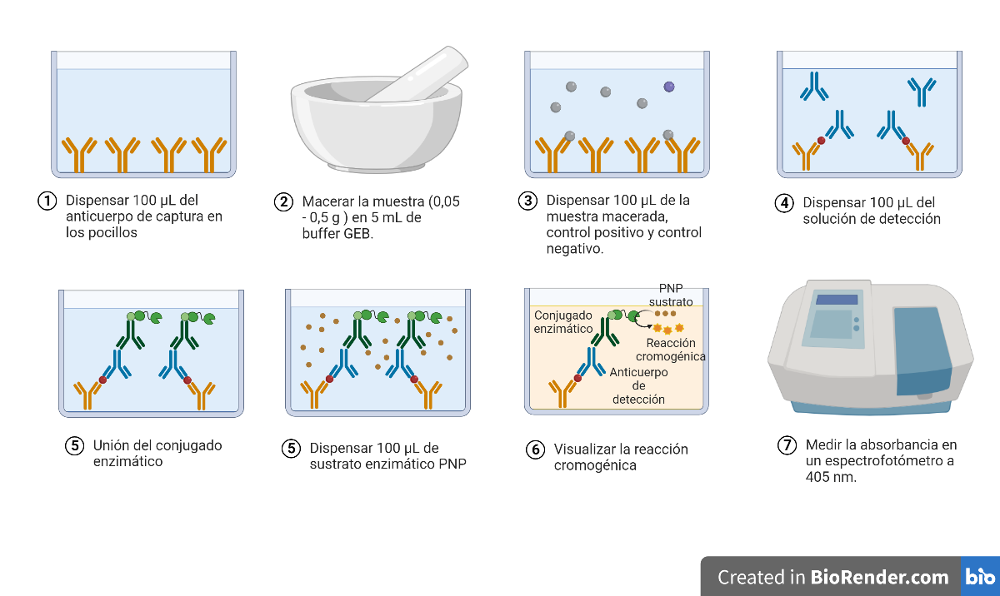 1 Dispensar 100 µL del
anticuerpo de captura en
los pocillos
2 Macerar la muestra (0,05
- 0,5 g ) en 5 mL de
buffer GEB.
3 Dispensar 100 µL de la
muestra macerada,
control positivo y control
negativo.
4 Dispensar 100 µL del
solución de detección
5 Unión del conjugado
enzimático
5 Dispensar 100 µL de
sustrato enzimático PNP
PNP
sustrato
Conjugado
enzimático
Reacción
cromogénica
Anticuerpo
de
detección
6 Visualizar la reacción
cromogénica
7 Medir la absorbancia en
un espectrofotómetro a
405 nm.
Created in BioRender.com bio